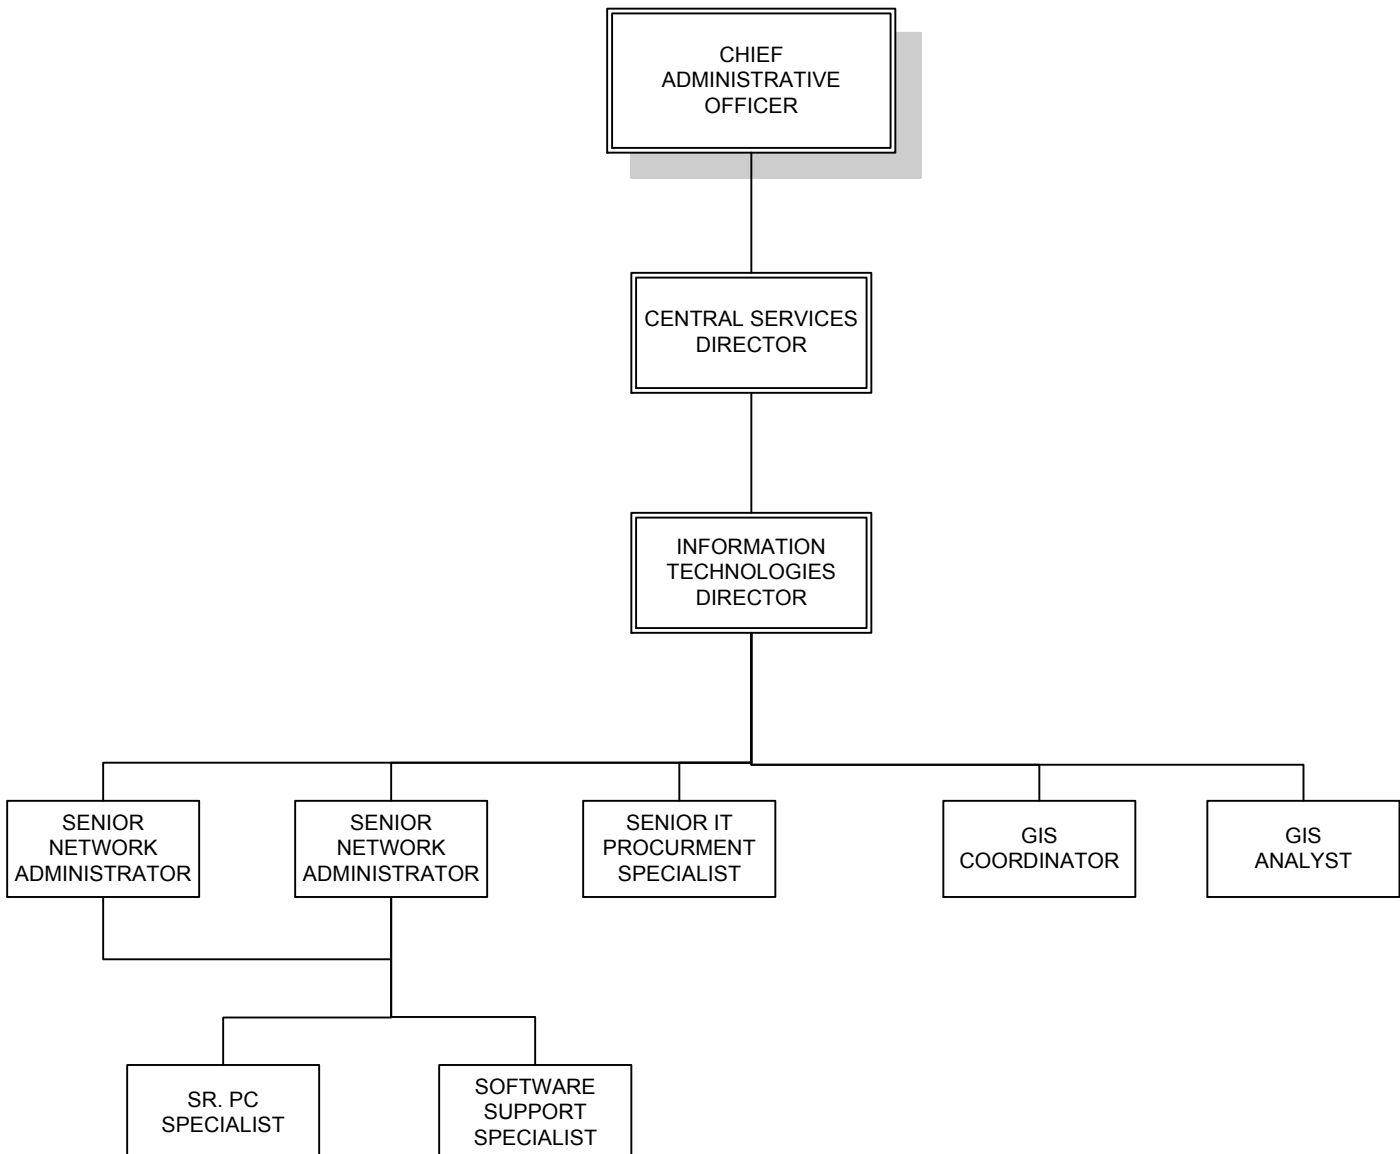 CHIEF
ADMINISTRATIVE
OFFICER
CENTRAL SERVICES
DIRECTOR
INFORMATION
TECHNOLOGIES
DIRECTOR
SENIOR
NETWORK
ADMINISTRATOR
SENIOR
NETWORK
ADMINISTRATOR
SENIOR IT
PROCURMENT
SPECIALIST
GIS
COORDINATOR
GIS
ANALYST
SR. PC
SPECIALIST
SOFTWARE
SUPPORT
SPECIALIST